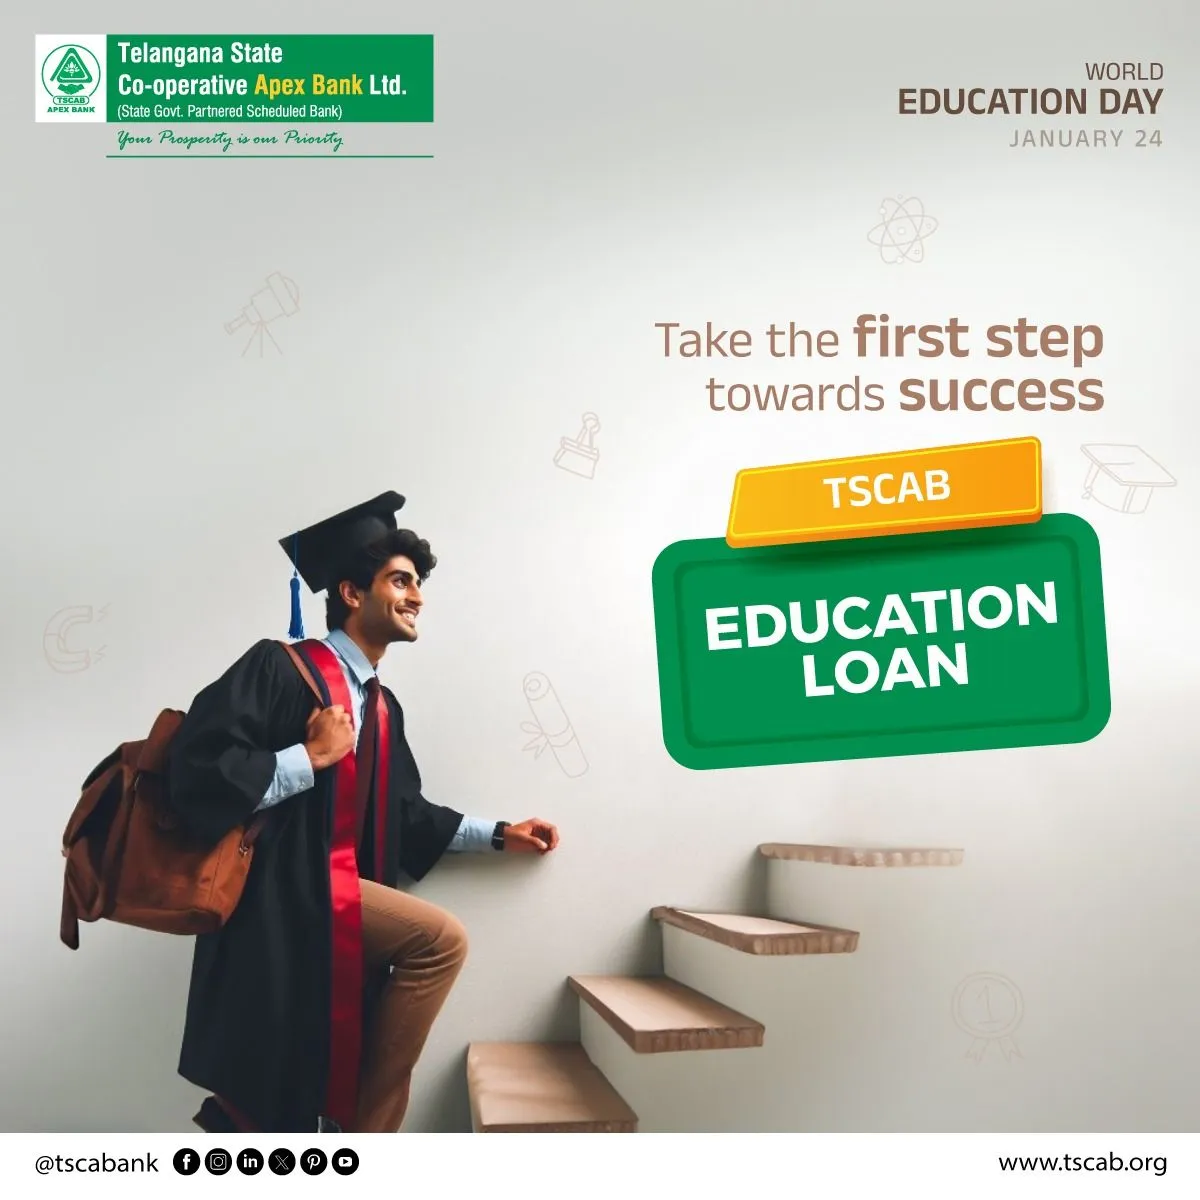 Telangana State
Co-operative Apex Bank Ltd.
(State Govt. Partnered Scheduled Bank)
Your Prosperity is our Priority
TSCAB
APEX BANK
WORLD
EDUCATION DAY
JANUARY 24
Take the first step
towards success
TSCAB
EDUCATION
LOAN
1
@tscabank
www.tscab.org